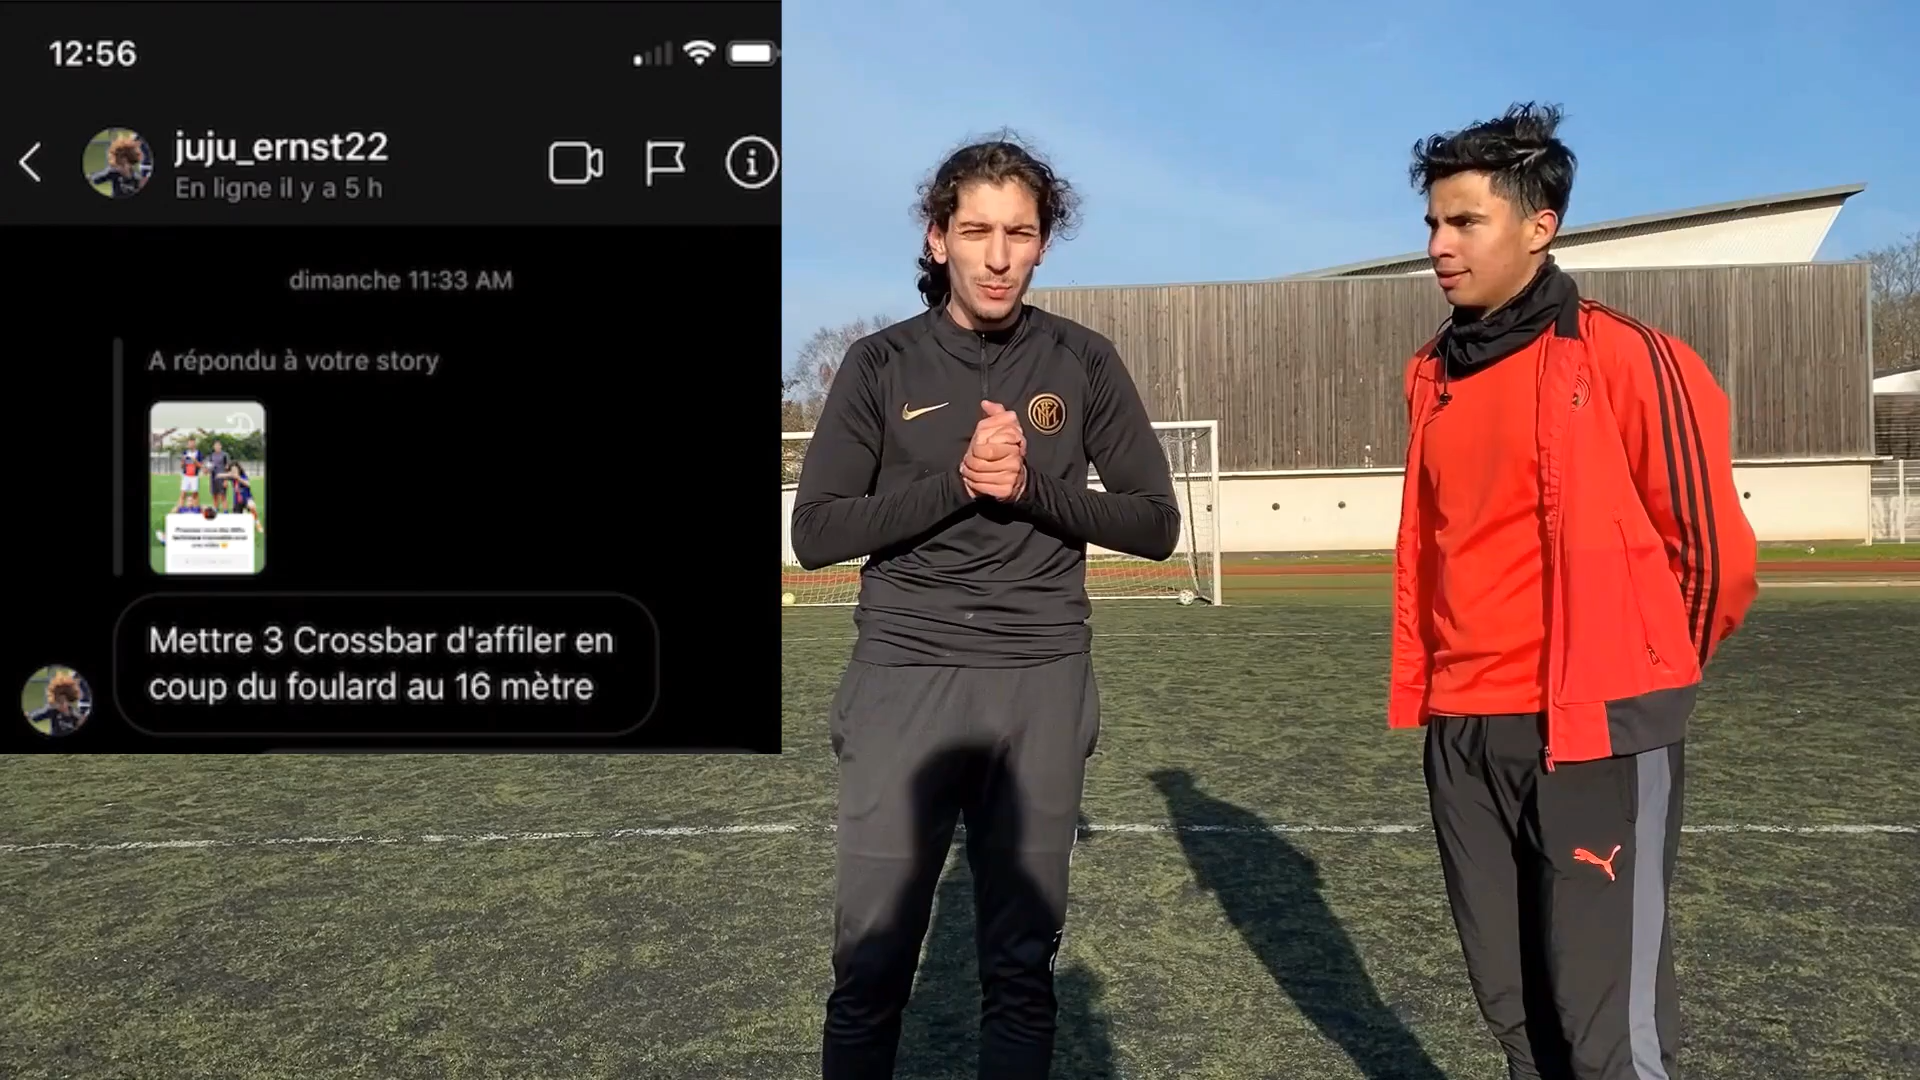 12:56
juju_ernst22
En ligne il y a 5 h
dimanche 11:33 AM
A répondu à votre story
Mettre 3 Crossbar d'affiler en
coup du foulard au 16 mètre